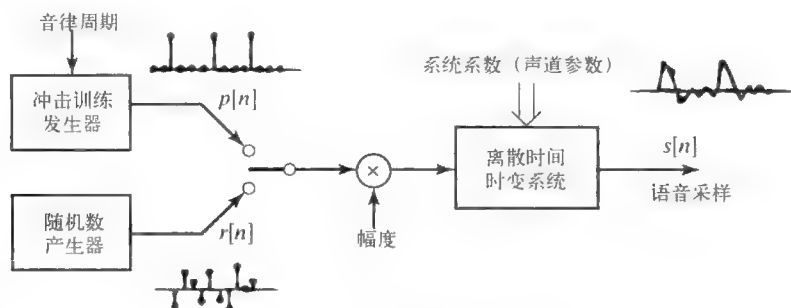 音律周期
冲击训练
发生器
p[n]
系统系数（声道参数）
×
离散时间
时变系统
s[n]
语音采样
幅度
随机数
产生器
r[n]